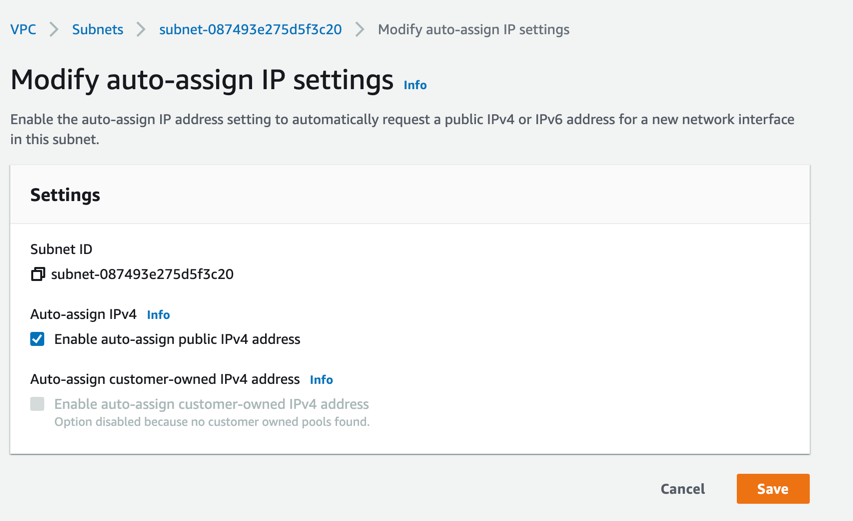 VPC > Subnets > subnet-087493e275d5f3c20 > Modify auto-assign IP settings
Modify auto-assign IP settings Info
Enable the auto-assign IP address setting to automatically request a public IPv4 or IPv6 address for a new network interface
in this subnet.
Settings
Subnet ID
subnet-087493e275d5f3c20
Auto-assign IPv4 Info
Enable auto-assign public IPv4 address
Auto-assign customer-owned IPv4 address Info
Enable auto-assign customer-owned IPv4 address
Option disabled because no customer owned pools found.
Cancel Save